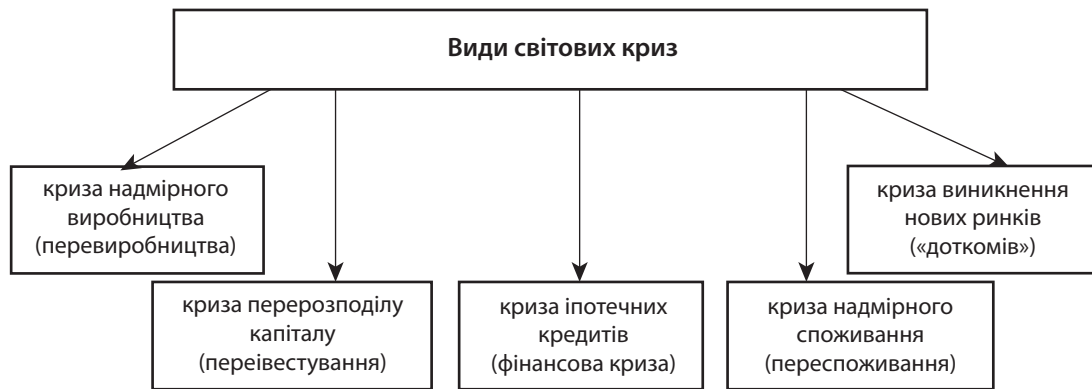 Види світових криз
криза надмірного
виробництва
(перевиробництва)
криза виникнення
нових ринків
(«доткомів»)
криза перерозподілу
капіталу
(переівестування)
криза іпотечних
кредитів
(фінансова криза)
криза надмірного
споживання
(переспоживання)